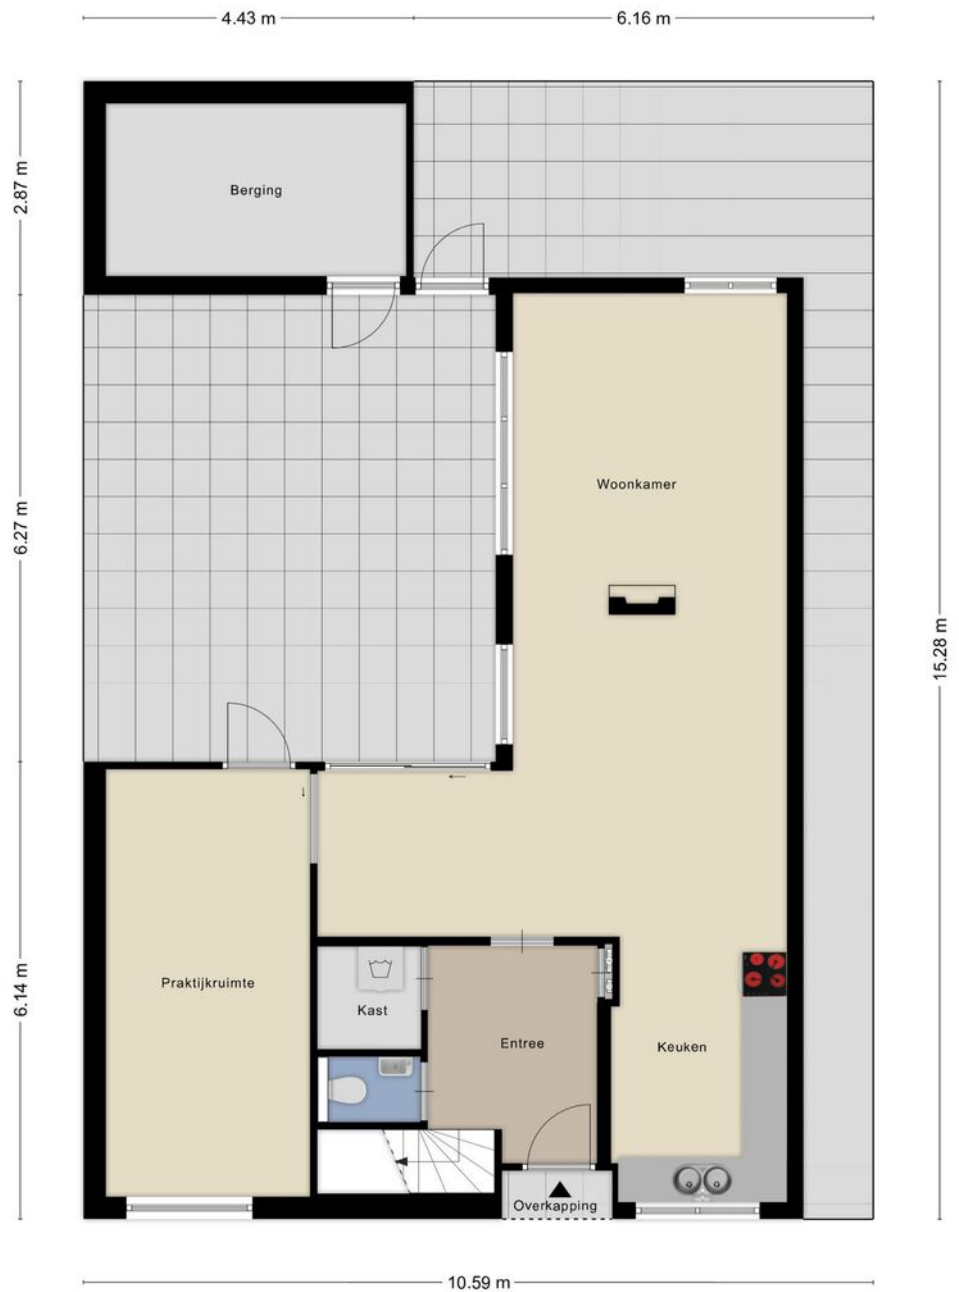 4.43 m
6.16 m
2.87 m
Berging
Woonkamer
6.27 m
15.28 m
Praktijkruimte
6.14 m
Kast
Entree
Keuken
Overkapping
10.59 m